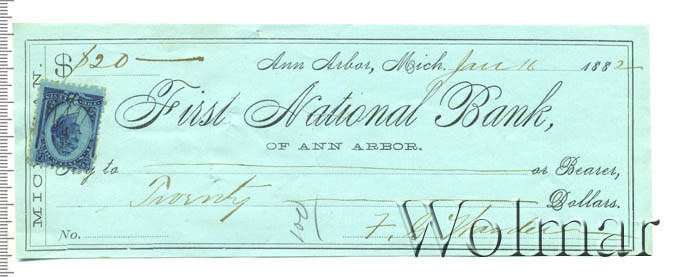 $ $20
Ann Arbor, Mich. Jan 16 1882
First National Bank,
OF ANN ARBOR.
Pay to or Bearer,
Twenty Dollars.
No.
MICHIGAN.
Wolmar